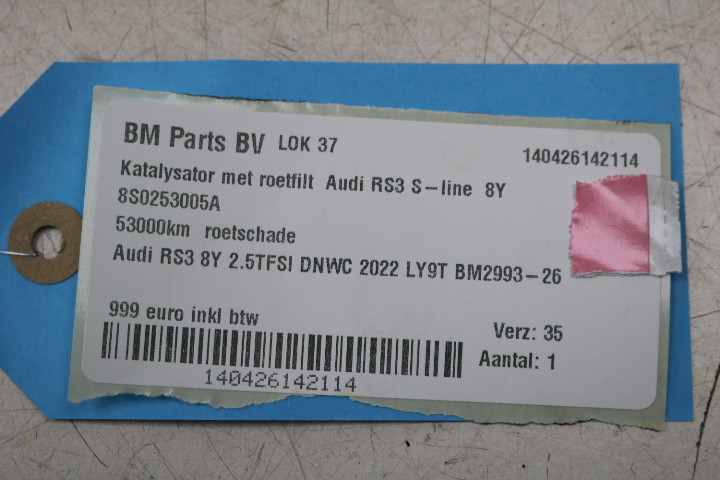 BM Parts BV LOK 37
140426142114
Katalysator met roetfilt Audi RS3 S-line 8Y
8S0253005A
53000km roetschade
Audi RS3 8Y 2.5TFSI DNWC 2022 LY9T BM2993-26
999 euro inkl btw
Verz: 35
Aantal: 1
140426142114